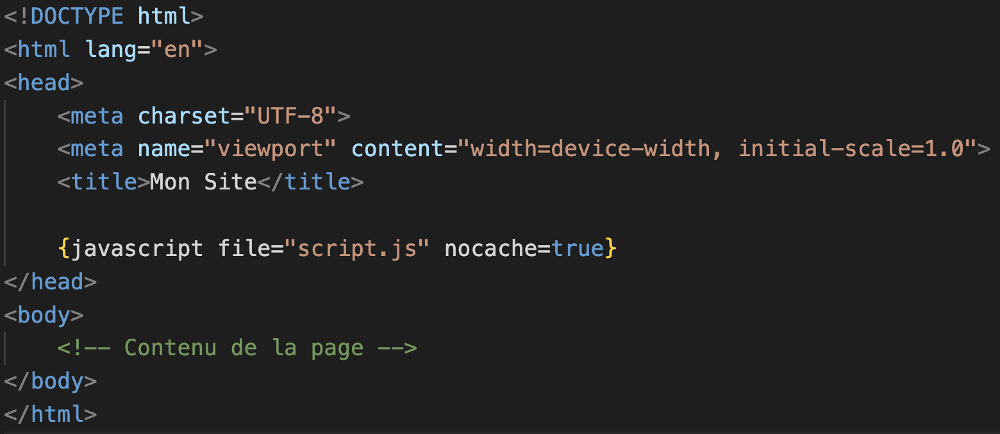 <!DOCTYPE html>
<html lang="en">
<head>
    <meta charset="UTF-8">
    <meta name="viewport" content="width=device-width, initial-scale=1.0">
    <title>Mon Site</title>

    {javascript file="script.js" nocache=true}
</head>
<body>
    <!-- Contenu de la page -->
</body>
</html>